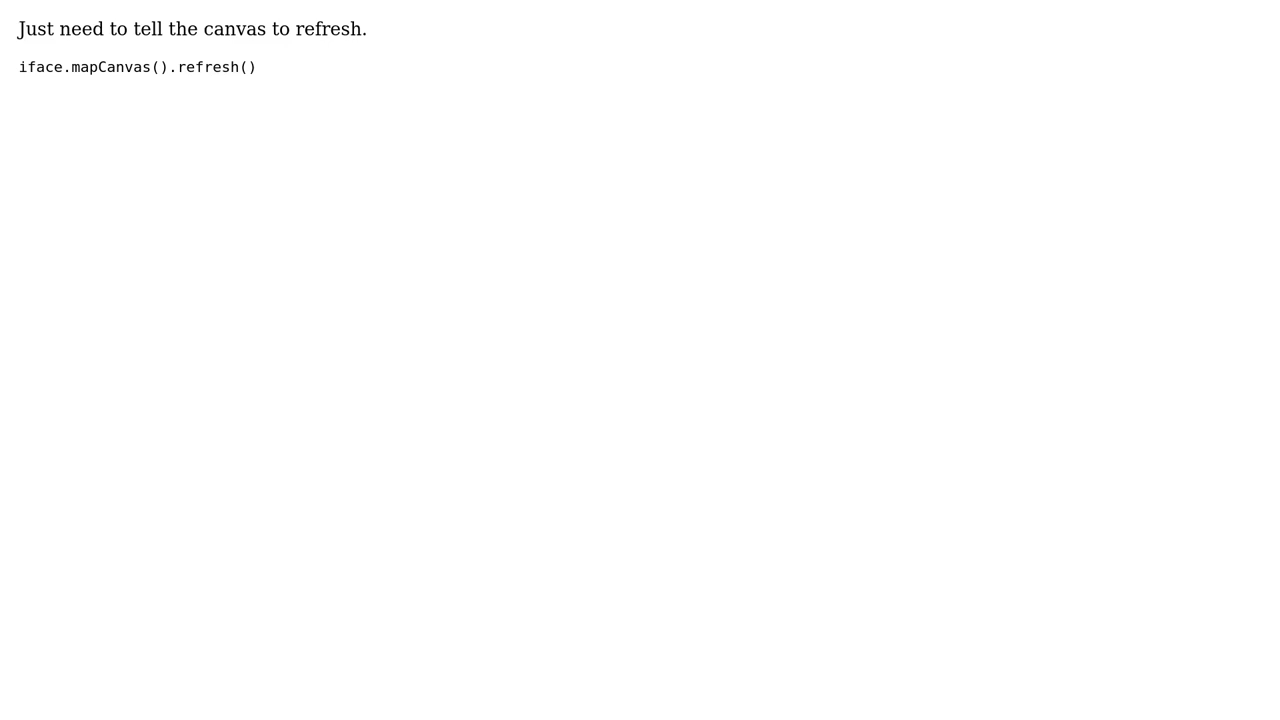 Just need to tell the canvas to refresh.
iface.mapCanvas().refresh()